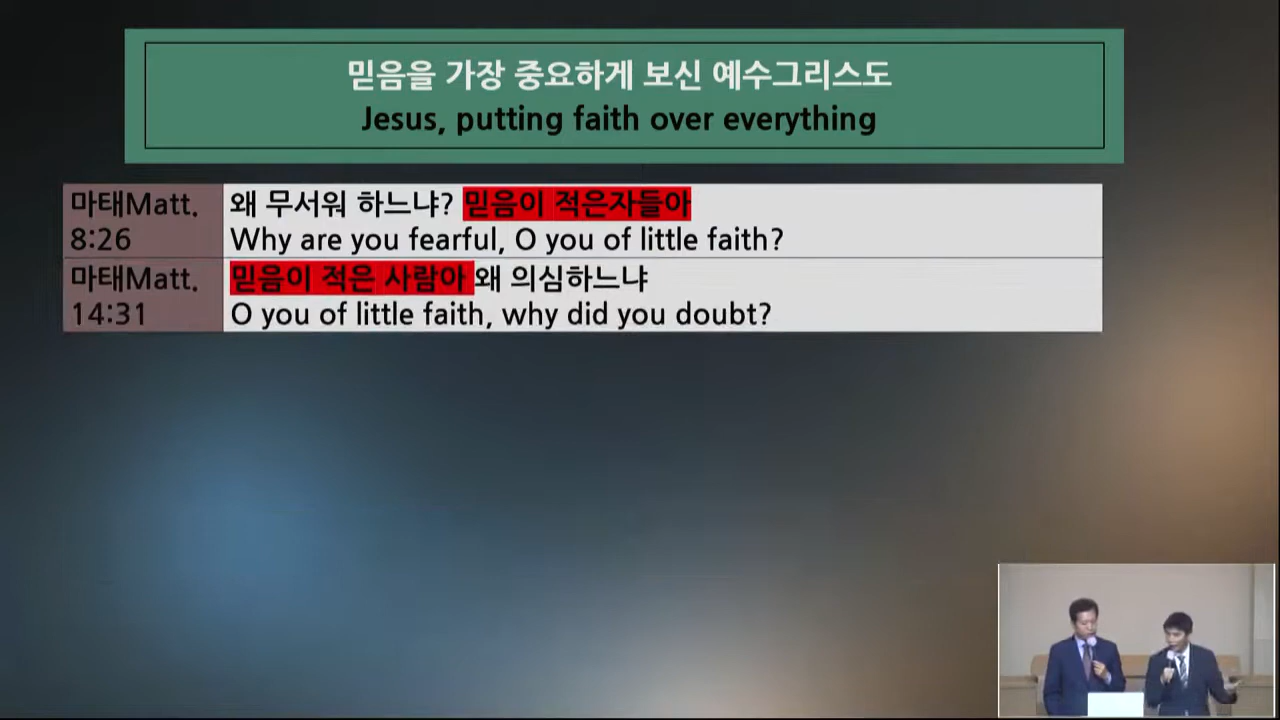 믿음을 가장 중요하게 보신 예수그리스도
Jesus, putting faith over everything
마태Matt. 8:26
왜 무서워 하느냐? 믿음이 적은자들아
Why are you fearful, O you of little faith?
마태Matt. 14:31
믿음이 적은 사람아 왜 의심하느냐
O you of little faith, why did you doubt?